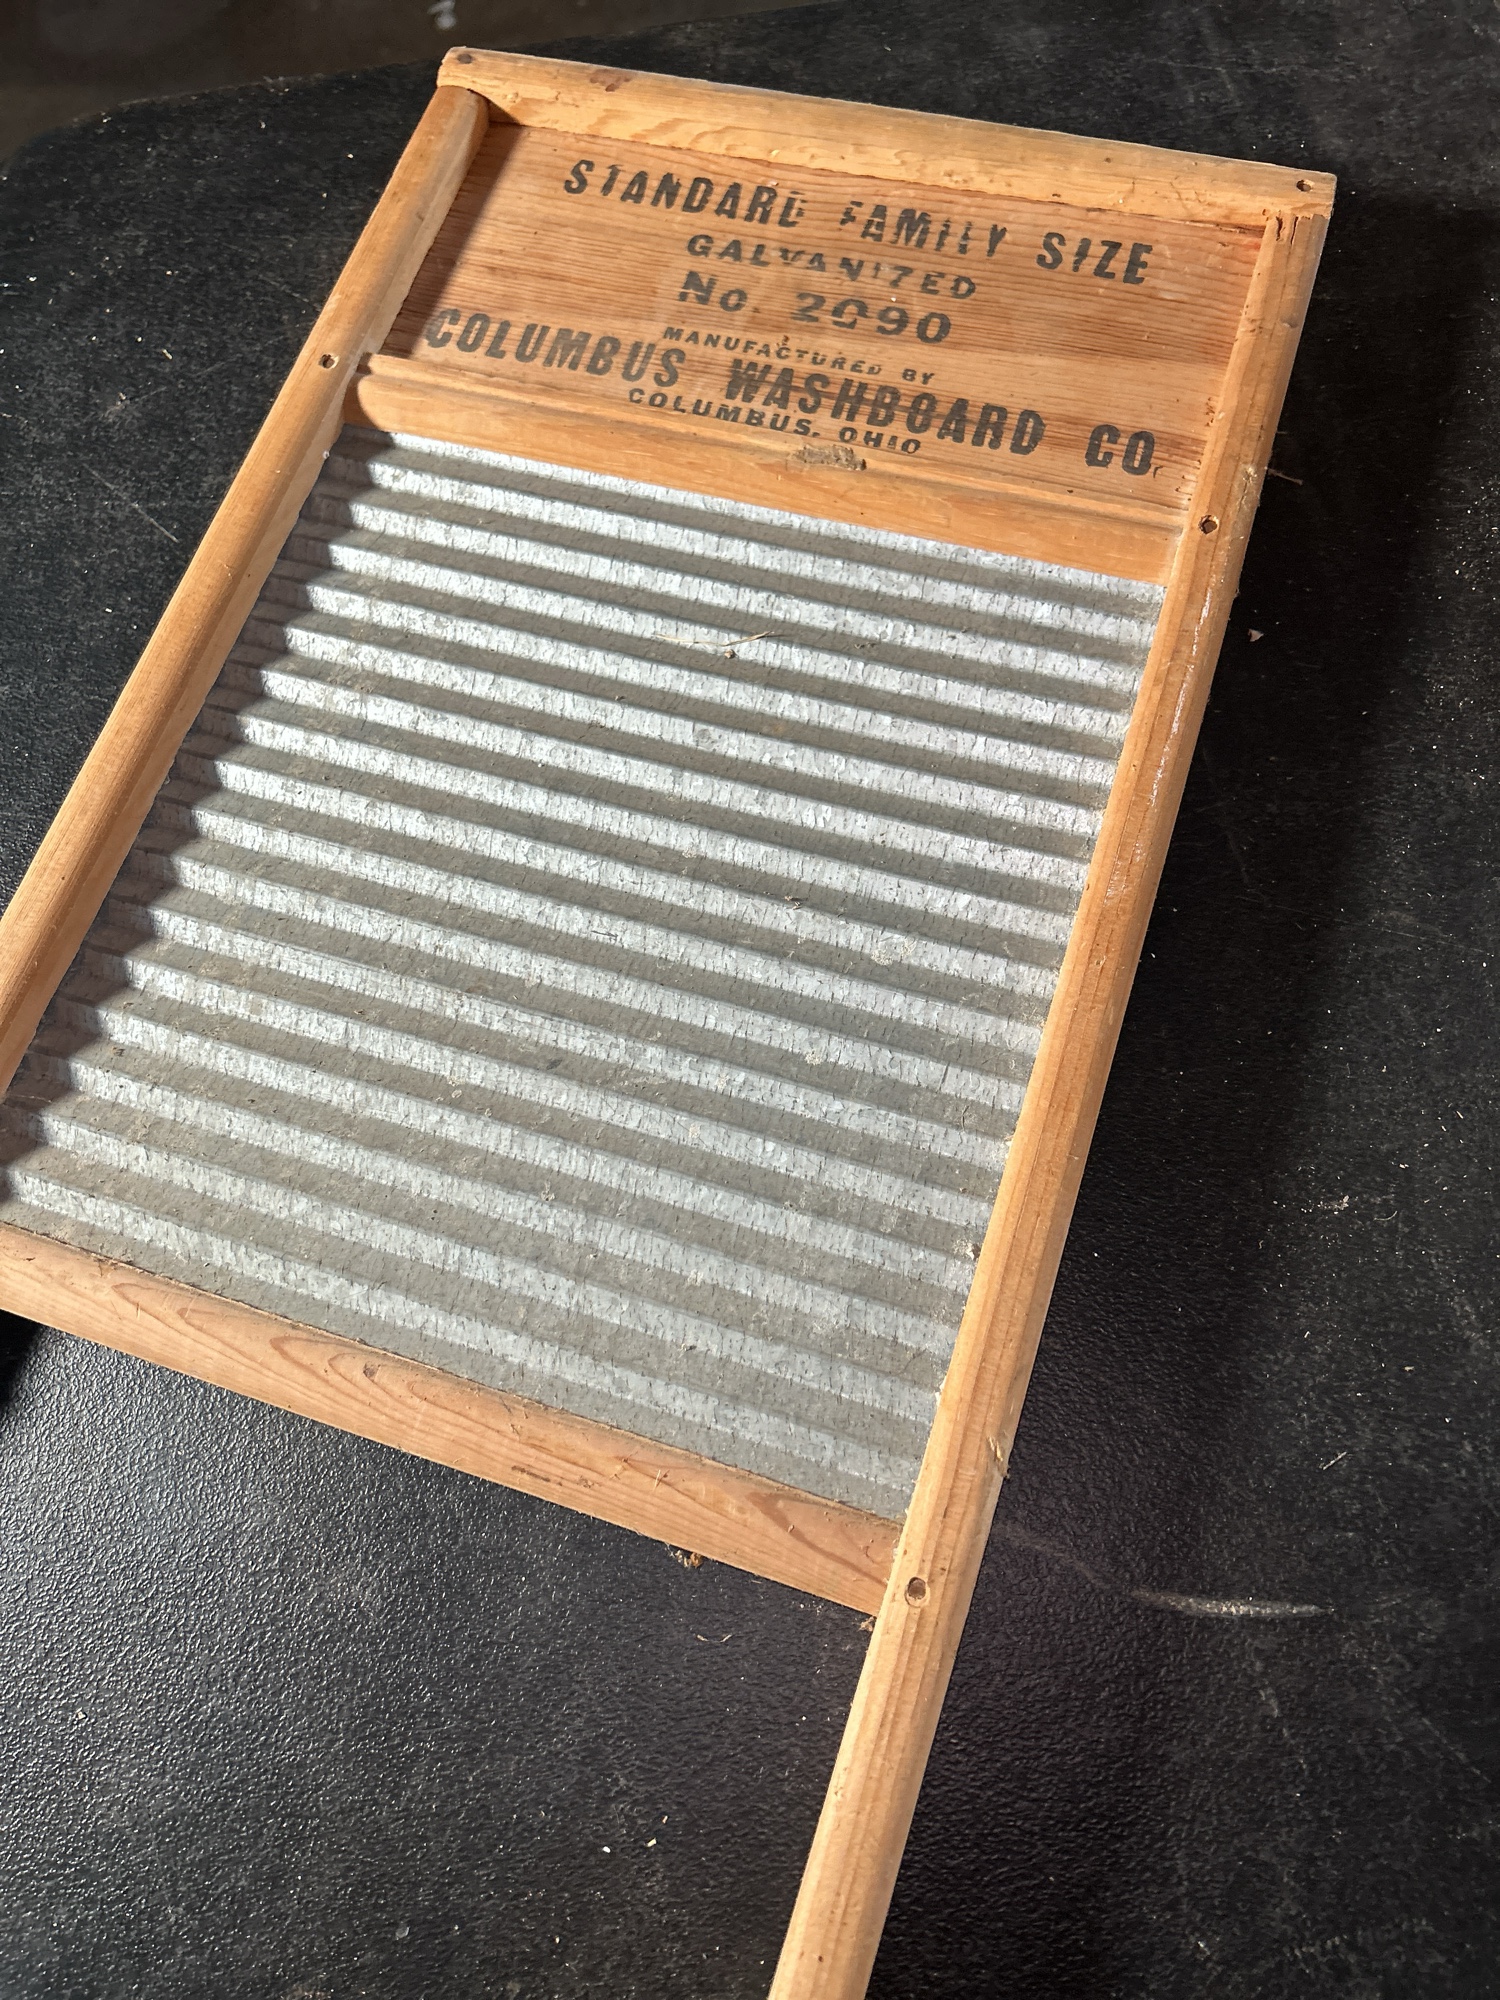 STANDARD FAMILY SIZE
GALVANIZED
No. 2090
MANUFACTURED BY
COLUMBUS WASHBOARD CO.
COLUMBUS, OHIO